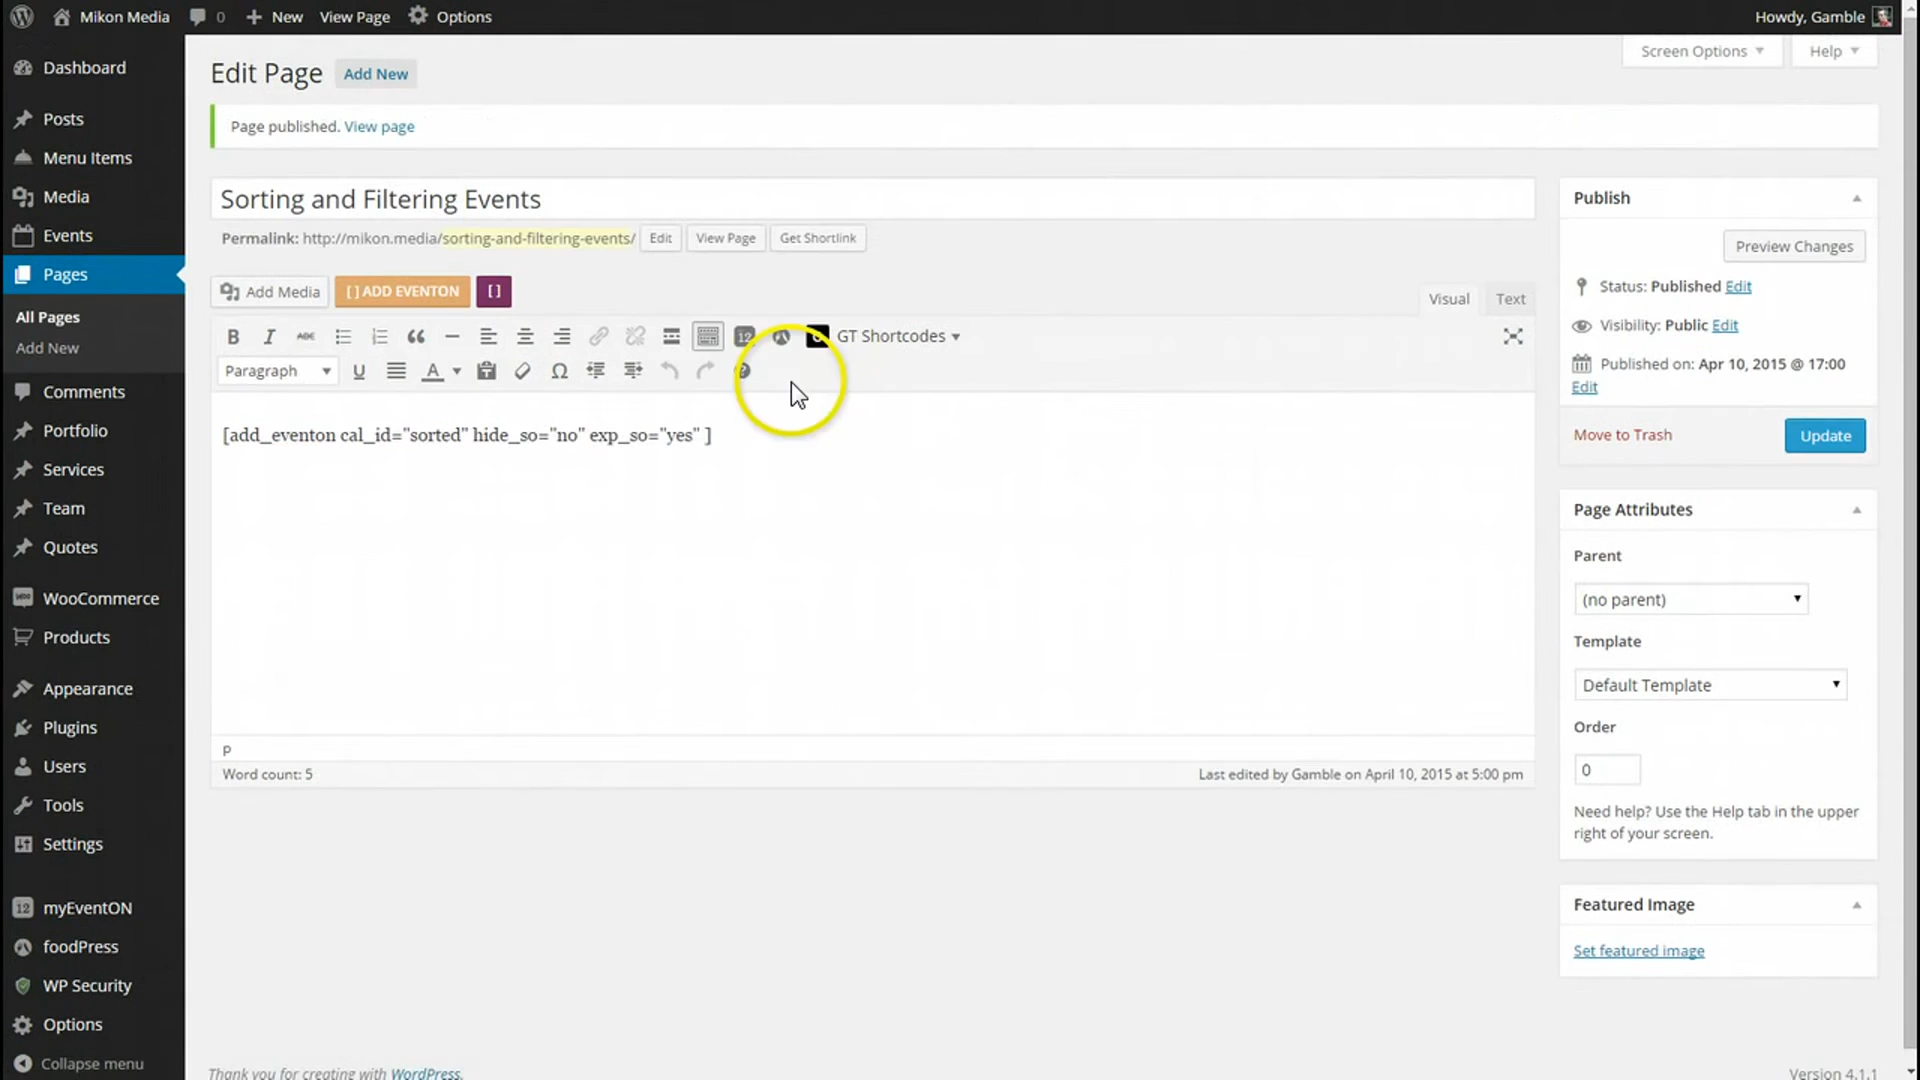 Mikon Media 0 New View Page Options Howdy, Gamble
Dashboard
Posts
Menu Items
Media
Events
Pages
All Pages
Add New
Comments
Portfolio
Services
Team
Quotes
WooCommerce
Products
Appearance
Plugins
Users
Tools
Settings
12 myEventON
foodPress
WP Security
Options
Collapse menu
Screen Options Help
Edit Page Add New
Page published. View page
Sorting and Filtering Events
Permalink: http://mikon.media/sorting-and-filtering-events/ Edit View Page Get Shortlink
Add Media [ ] ADD EVENTON [ ]
Visual Text
B I ABC 12 GT Shortcodes
Paragraph U A Ω ?
[add_eventon cal_id="sorted" hide_so="no" exp_so="yes" ]
P
Word count: 5 Last edited by Gamble on April 10, 2015 at 5:00 pm
Publish
Preview Changes
Status: Published Edit
Visibility: Public Edit
Published on: Apr 10, 2015 @ 17:00
Edit
Move to Trash Update
Page Attributes
Parent
(no parent)
Template
Default Template
Order
0
Need help? Use the Help tab in the upper
right of your screen.
Featured Image
Set featured image
Thank you for creating with WordPress.
Version 4.1.1